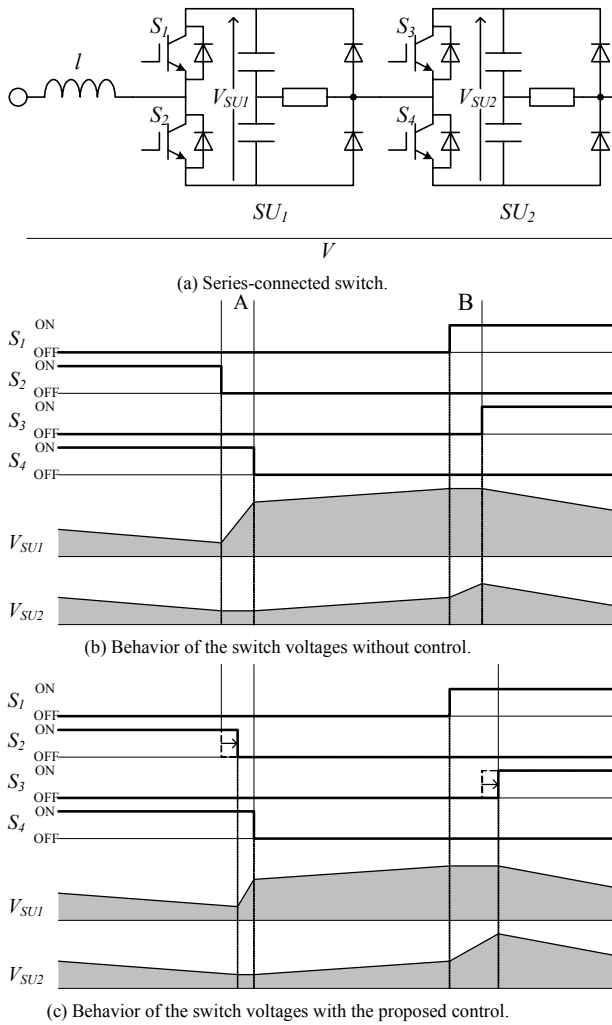 S1
S3
l
VSU1
VSU2
S2
S4
SU1
SU2
V
(a) Series-connected switch.
A
B
ON
S1
OFF
ON
S2
OFF
ON
S3
OFF
ON
S4
OFF
VSU1
VSU2
(b) Behavior of the switch voltages without control.
ON
S1
OFF
ON
S2
OFF
ON
S3
OFF
ON
S4
OFF
VSU1
VSU2
(c) Behavior of the switch voltages with the proposed control.